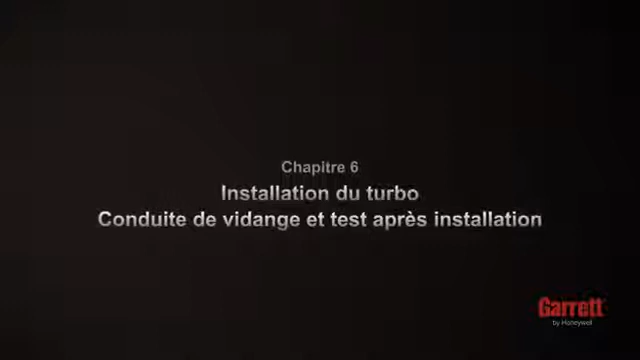 Chapitre 6
Installation du turbo
Conduite de vidange et test après installation
Garrett
by Honeywell